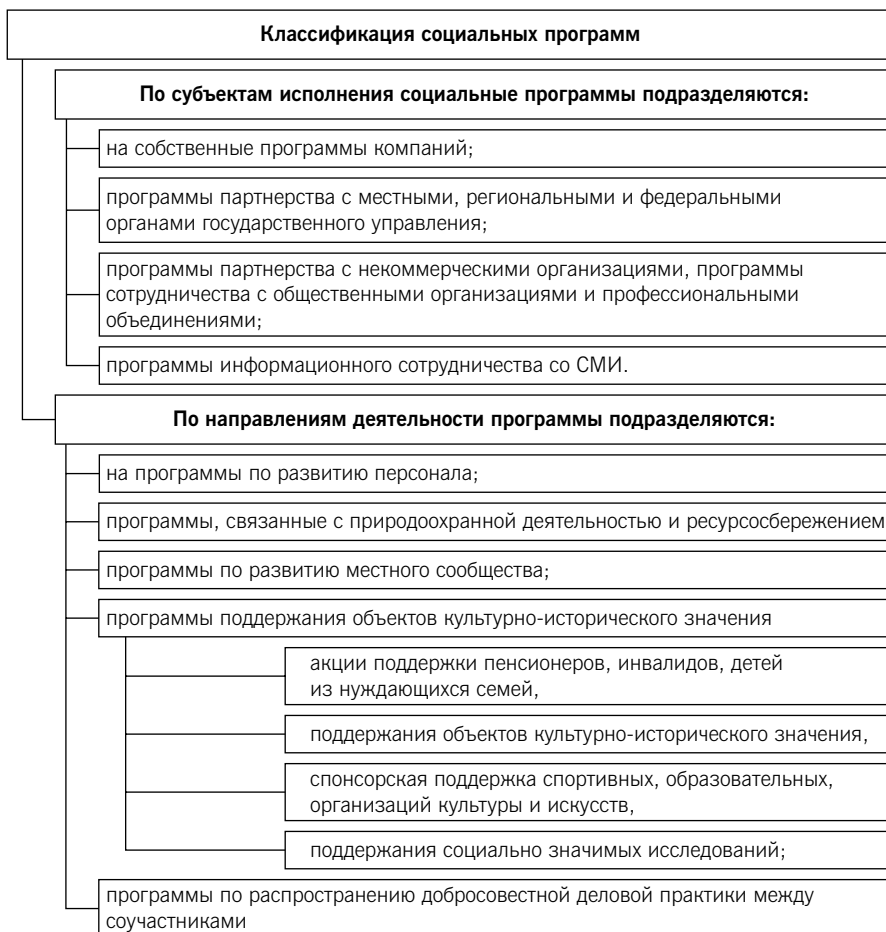 Классификация социальных программ
По субъектам исполнения социальные программы подразделяются:
на собственные программы компаний;
программы партнерства с местными, региональными и федеральными
органами государственного управления;
программы партнерства с некоммерческими организациями, программы
сотрудничества с общественными организациями и профессиональными
объединениями;
программы информационного сотрудничества со СМИ.
По направлениям деятельности программы подразделяются:
на программы по развитию персонала;
программы, связанные с природоохранной деятельностью и ресурсосбережением
программы по развитию местного сообщества;
программы поддержания объектов культурно-исторического значения
акции поддержки пенсионеров, инвалидов, детей
из нуждающихся семей,
поддержания объектов культурно-исторического значения,
спонсорская поддержка спортивных, образовательных,
организаций культуры и искусств,
поддержания социально значимых исследований;
программы по распространению добросовестной деловой практики между
соучастниками